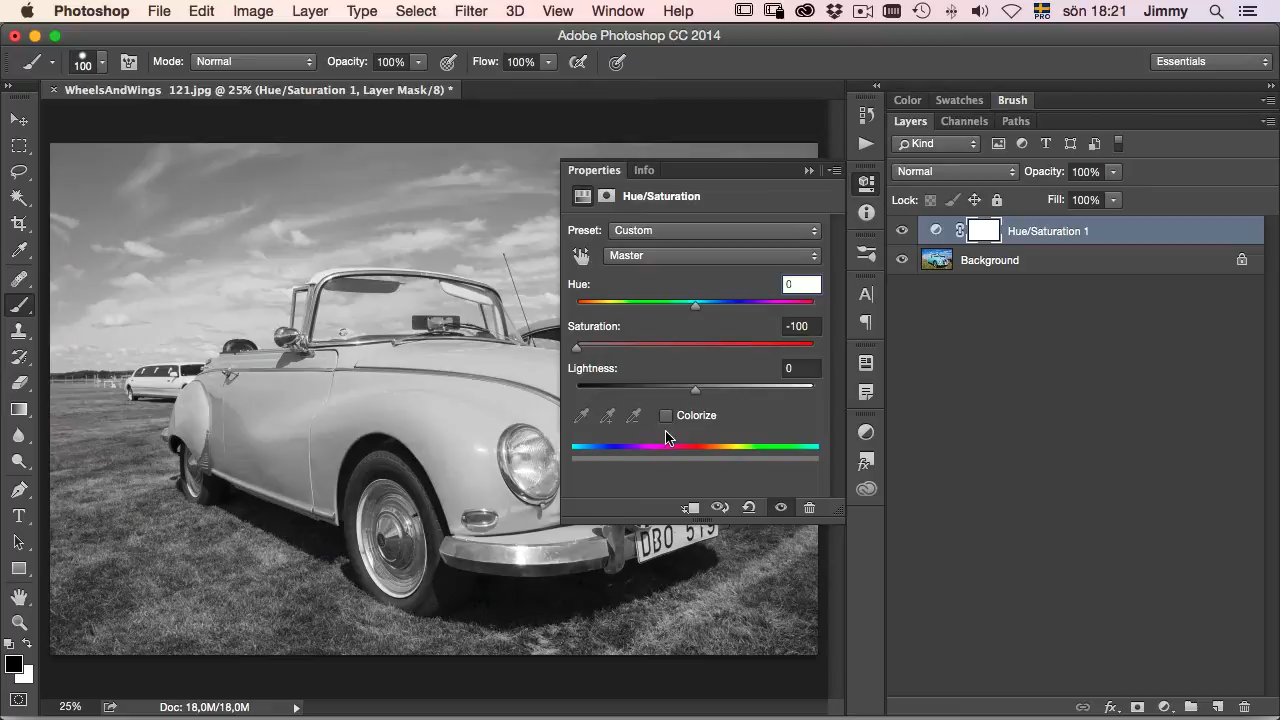 Photoshop File Edit Image Layer Type Select Filter 3D View Window Help PRO sön 18:21 Jimmy
Adobe Photoshop CC 2014
100 Mode: Normal Opacity: 100% Flow: 100% Essentials
WheelsAndWings 121.jpg @ 25% (Hue/Saturation 1, Layer Mask/8) *
Color Swatches Brush
Layers Channels Paths
Kind
Normal Opacity: 100%
Lock: Fill: 100%
Hue/Saturation 1
Background
Properties Info
Hue/Saturation
Preset: Custom
Master
Hue: 0
Saturation: -100
Lightness: 0
Colorize
DBO 519
25% Doc: 18,0M/18,0M